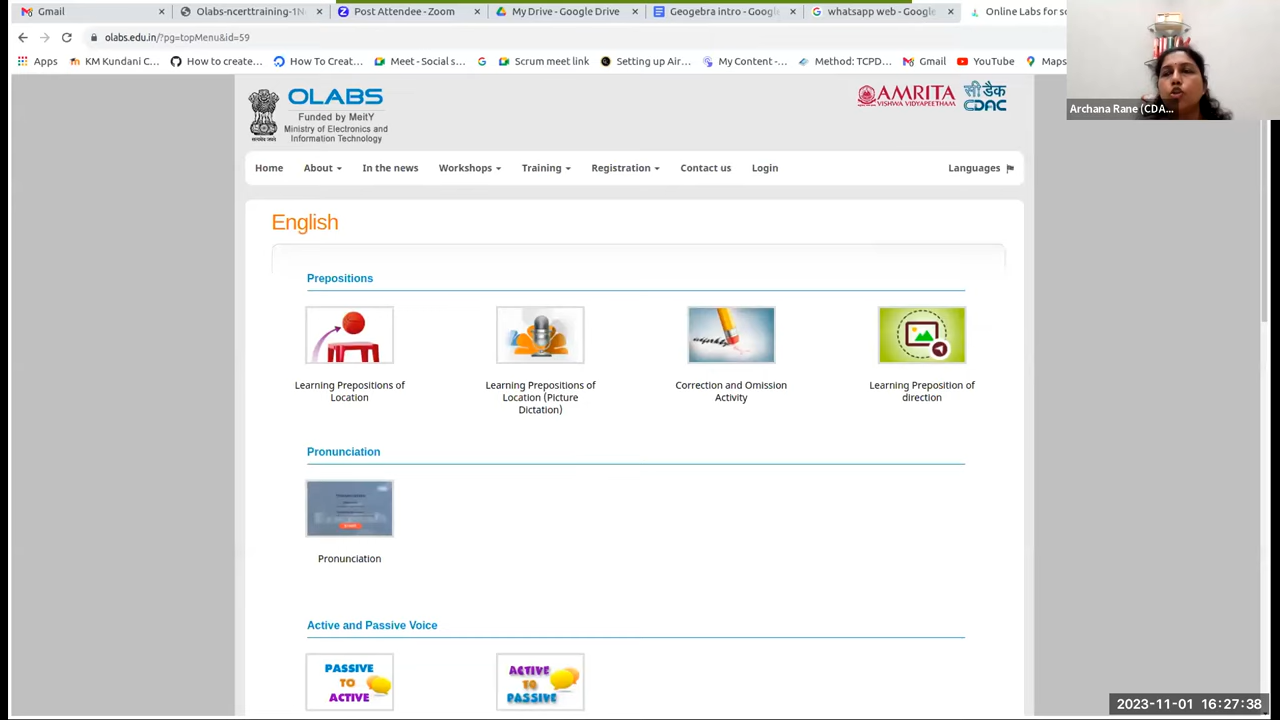 Gmail
Olabs-ncerttraining-1N
Post Attendee - Zoom
My Drive - Google Drive
Geogebra intro - Google
whatsapp web - Google
Online Labs for sc
olabs.edu.in/?pg=topMenu&id=59
Apps
KM Kundani C...
How to create...
How To Creat...
Meet - Social s...
Scrum meet link
Setting up Air...
My Content -...
Method: TCPD...
Gmail
YouTube
Maps
Archana Rane (CDA...
OLABS
Funded by MeitY
Ministry of Electronics and
Information Technology
सत्यमेव जयते
AMRITA
VISHWA VIDYAPEETHAM
सी डैक
CDAC
Home
About
In the news
Workshops
Training
Registration
Contact us
Login
Languages
English
Prepositions
Learning Prepositions of
Location
Learning Prepositions of
Location (Picture
Dictation)
Correction and Omission
Activity
Learning Preposition of
direction
Pronunciation
Pronunciation
Active and Passive Voice
PASSIVE
TO
ACTIVE
ACTIVE
TO
PASSIVE
2023-11-01 16:27:38